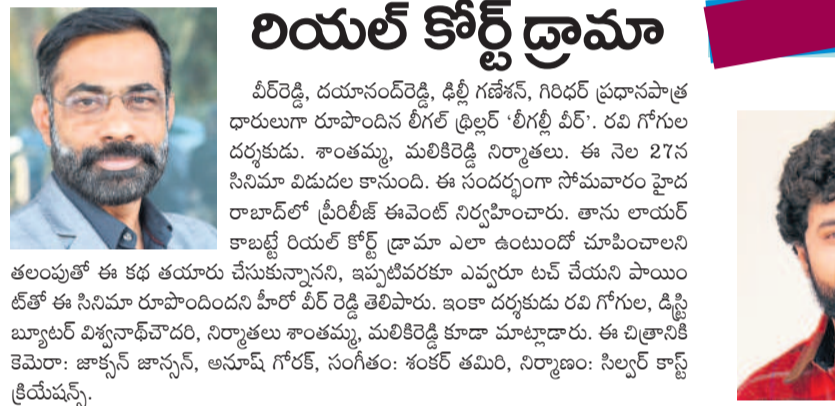 రియల్ కోర్ట్ డ్రామా
వీర్‌రెడ్డి, దయానంద్‌రెడ్డి, ఢిల్లీ గణేశన్, గిరిధర్ ప్రధానపాత్ర
ధారులుగా రూపొందిన లీగల్ థ్రిల్లర్ ‘లీగల్లీ వీర్’. రవి గోగుల
దర్శకుడు. శాంతమ్మ, మలికిరెడ్డి నిర్మాతలు. ఈ నెల 27న
సినిమా విడుదల కానుంది. ఈ సందర్భంగా సోమవారం హైద
రాబాద్‌లో ప్రీరిలీజ్ ఈవెంట్ నిర్వహించారు. తాను లాయర్
కాబట్టే రియల్ కోర్ట్ డ్రామా ఎలా ఉంటుందో చూపించాలని
తలంపుతో ఈ కథ తయారు చేసుకున్నానని, ఇప్పటివరకూ ఎవ్వరూ టచ్ చేయని పాయిం
ట్‌తో ఈ సినిమా రూపొందిందని హీరో వీర్ రెడ్డి తెలిపారు. ఇంకా దర్శకుడు రవి గోగుల, డిస్ట్రి
బ్యూటర్ విశ్వనాథ్‌చౌదరి, నిర్మాతలు శాంతమ్మ, మలికిరెడ్డి కూడా మాట్లాడారు. ఈ చిత్రానికి
కెమెరా: జాక్సన్ జాన్సన్, అనూష్ గోరక్, సంగీతం: శంకర్ తమిరి, నిర్మాణం: సిల్వర్ కాస్ట్
క్రియేషన్స్.